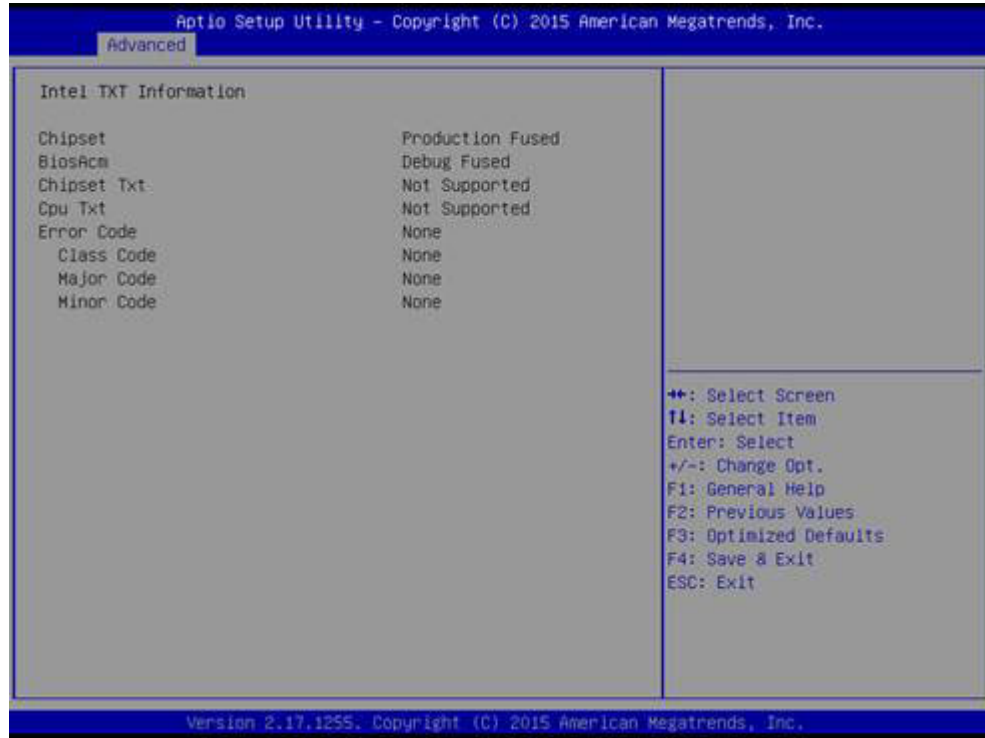 Aptio Setup Utility – Copyright (C) 2015 American Megatrends, Inc.
Advanced
Intel TXT Information
Chipset Production Fused
BiosAcm Debug Fused
Chipset Txt Not Supported
Cpu Txt Not Supported
Error Code None
Class Code None
Major Code None
Minor Code None
→←: Select Screen
↑↓: Select Item
Enter: Select
+/-: Change Opt.
F1: General Help
F2: Previous Values
F3: Optimized Defaults
F4: Save & Exit
ESC: Exit
Version 2.17.1255. Copyright (C) 2015 American Megatrends, Inc.